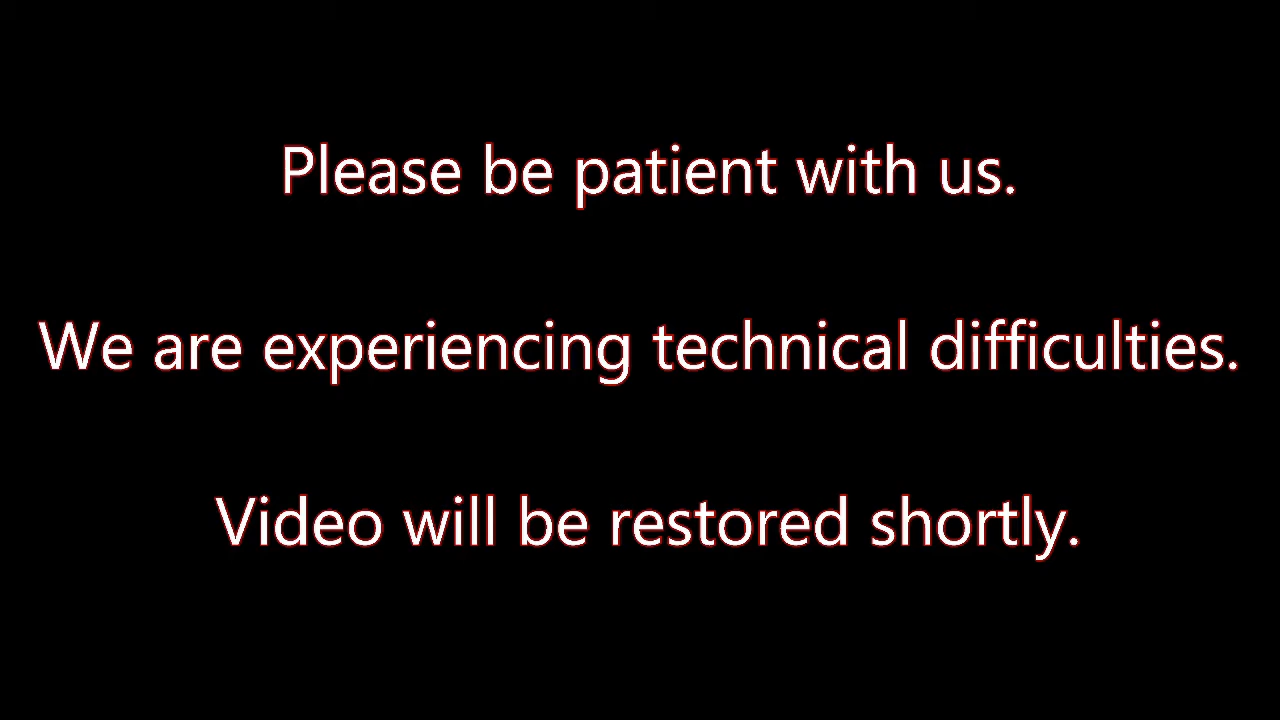 Please be patient with us.
We are experiencing technical difficulties.
Video will be restored shortly.